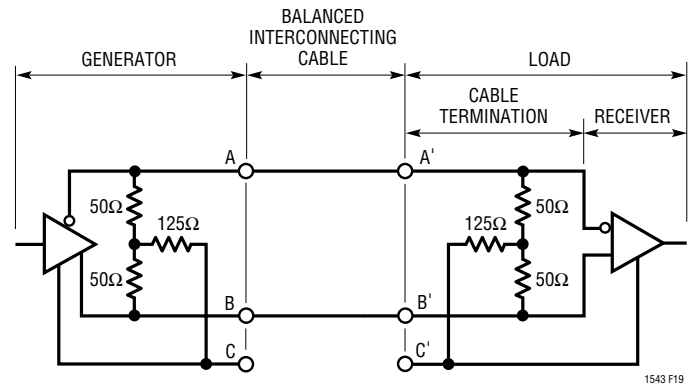 BALANCED
INTERCONNECTING
CABLE
GENERATOR
LOAD
CABLE
TERMINATION
RECEIVER
A
A'
50Ω
125Ω
50Ω
125Ω
50Ω
50Ω
B
B'
C
C'
1543 F19